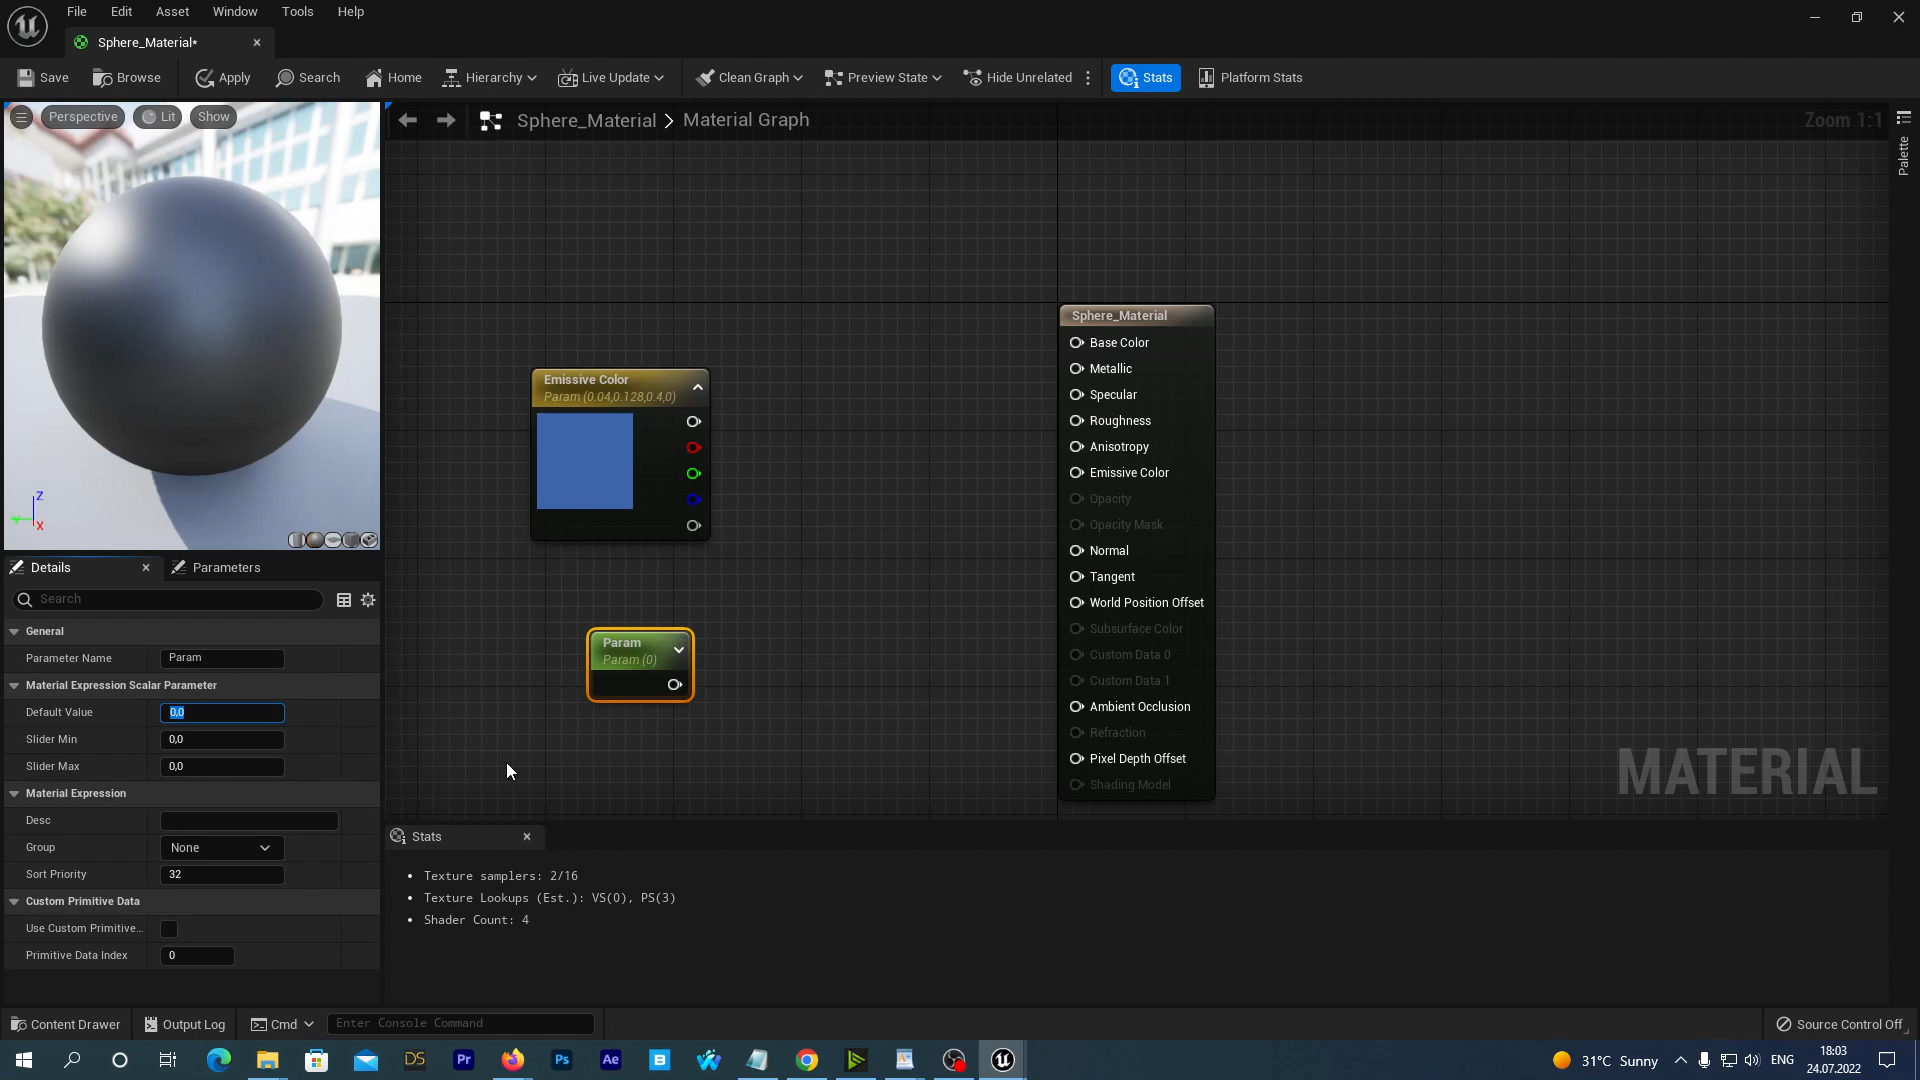 File Edit Asset Window Tools Help
Sphere_Material*
Save Browse Apply Search Home Hierarchy Live Update Clean Graph Preview State Hide Unrelated Stats Platform Stats
Perspective Lit Show
Sphere_Material > Material Graph
Zoom 1:1
Palette
Sphere_Material
Base Color
Metallic
Specular
Roughness
Anisotropy
Emissive Color
Opacity
Opacity Mask
Normal
Tangent
World Position Offset
Subsurface Color
Custom Data 0
Custom Data 1
Ambient Occlusion
Refraction
Pixel Depth Offset
Shading Model
Emissive Color
Param (0.04,0.128,0.4,0)
Param
Param (0)
MATERIAL
Z
Y
X
Details Parameters
Search
General
Parameter Name Param
Material Expression Scalar Parameter
Default Value 0,0
Slider Min 0,0
Slider Max 0,0
Material Expression
Desc
Group None
Sort Priority 32
Custom Primitive Data
Use Custom Primitive...
Primitive Data Index 0
Stats
• Texture samplers: 2/16
• Texture Lookups (Est.): VS(0), PS(3)
• Shader Count: 4
Content Drawer Output Log Cmd Enter Console Command Source Control Off
DS Pr Ps Ae
31°C Sunny ENG 18:03
24.07.2022